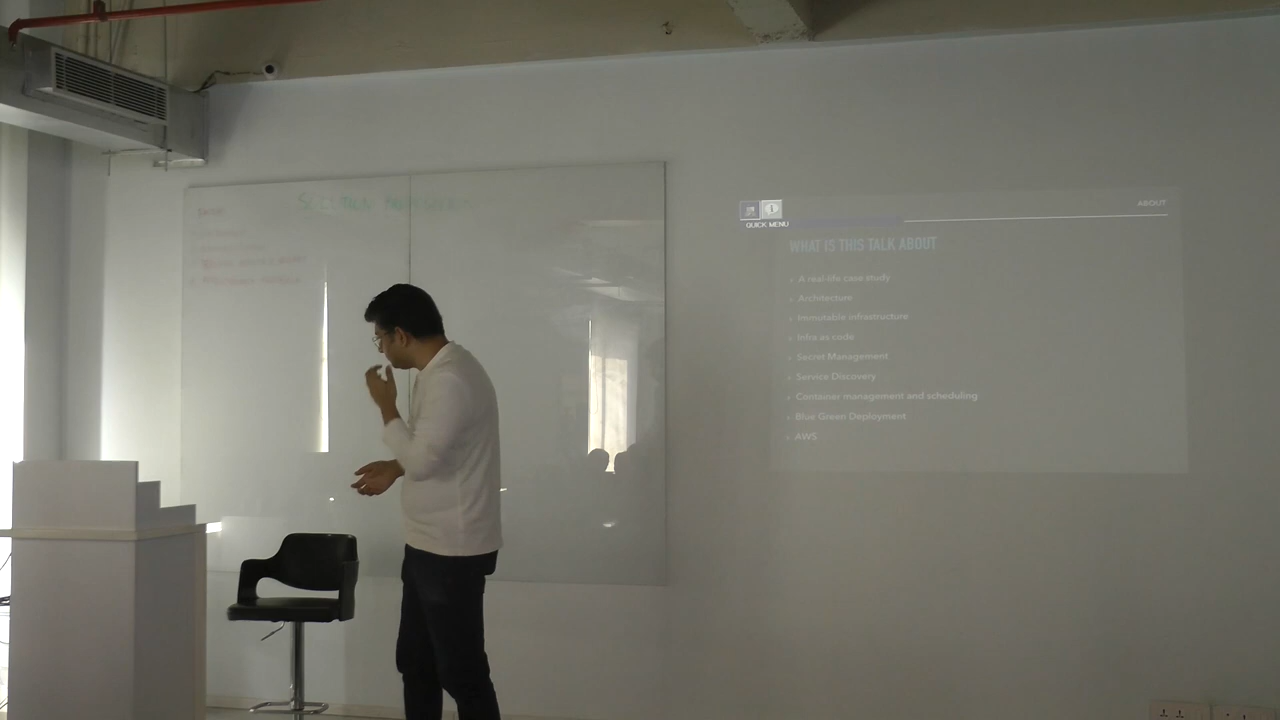 SOLUTION
ABOUT
QUICK MENU
WHAT IS THIS TALK ABOUT
A real-life case study
Architecture
Immutable infrastructure
Infra as code
Secret Management
Service Discovery
Container management and scheduling
Blue Green Deployment
AWS